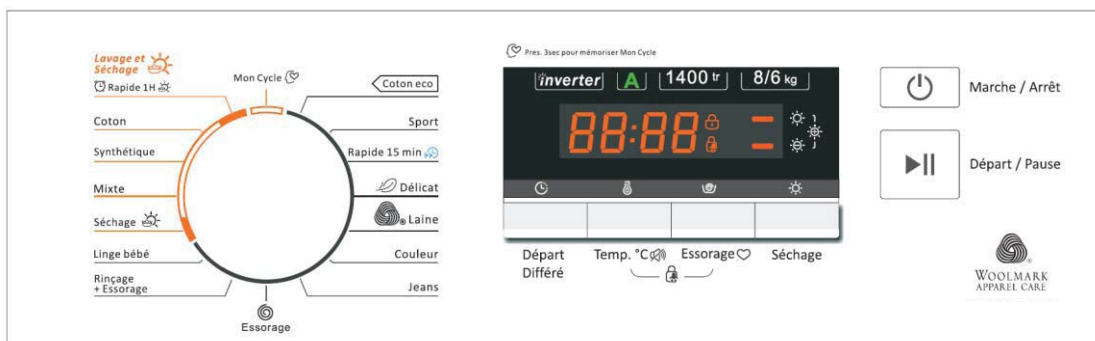 Lavage et
Séchage
Rapide 1H
Coton
Synthétique
Mixte
Séchage
Linge bébé
Rinçage
+ Essorage
Mon Cycle
Essorage
Coton eco
Sport
Rapide 15 min
Délicat
Laine
Couleur
Jeans
Pres. 3sec pour mémoriser Mon Cycle
inverter A 1400 tr 8/6 kg
88:88
Départ
Différé
Temp. °C
Essorage
Séchage
Marche / Arrêt
Départ / Pause
WOOLMARK
APPAREL CARE